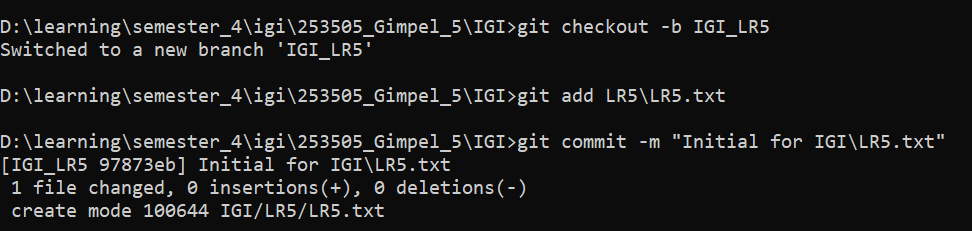 D:\learning\semester_4\igi\253505_Gimpel_5\IGI>git checkout -b IGI_LR5
Switched to a new branch 'IGI_LR5'
D:\learning\semester_4\igi\253505_Gimpel_5\IGI>git add LR5\LR5.txt
D:\learning\semester_4\igi\253505_Gimpel_5\IGI>git commit -m "Initial for IGI\LR5.txt"
[IGI_LR5 97873eb] Initial for IGI\LR5.txt
 1 file changed, 0 insertions(+), 0 deletions(-)
 create mode 100644 IGI/LR5/LR5.txt